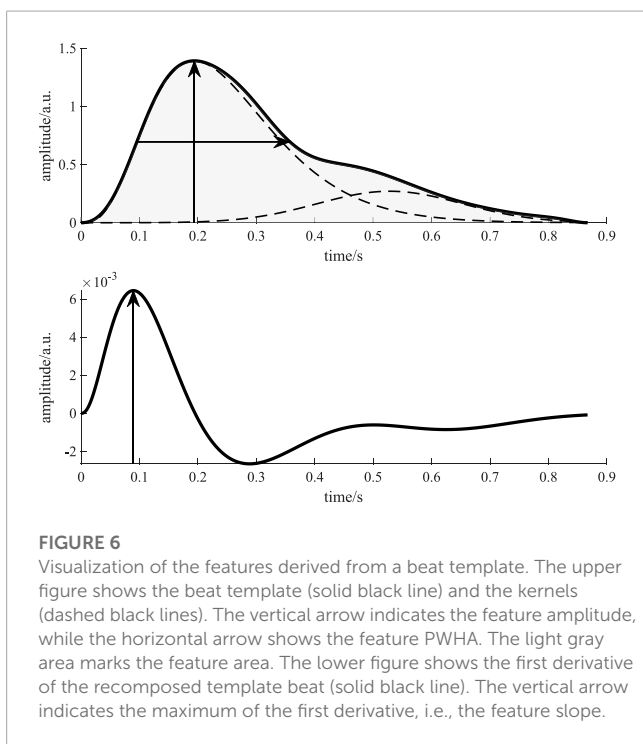 1.5
1
0.5
0
amplitude/a.u.
0 0.1 0.2 0.3 0.4 0.5 0.6 0.7 0.8 0.9
time/s
×10⁻³
6
4
2
0
-2
amplitude/a.u.
0 0.1 0.2 0.3 0.4 0.5 0.6 0.7 0.8 0.9
time/s
FIGURE 6
Visualization of the features derived from a beat template. The upper
figure shows the beat template (solid black line) and the kernels
(dashed black lines). The vertical arrow indicates the feature amplitude,
while the horizontal arrow shows the feature PWHA. The light gray
area marks the feature area. The lower figure shows the first derivative
of the recomposed template beat (solid black line). The vertical arrow
indicates the maximum of the first derivative, i.e., the feature slope.